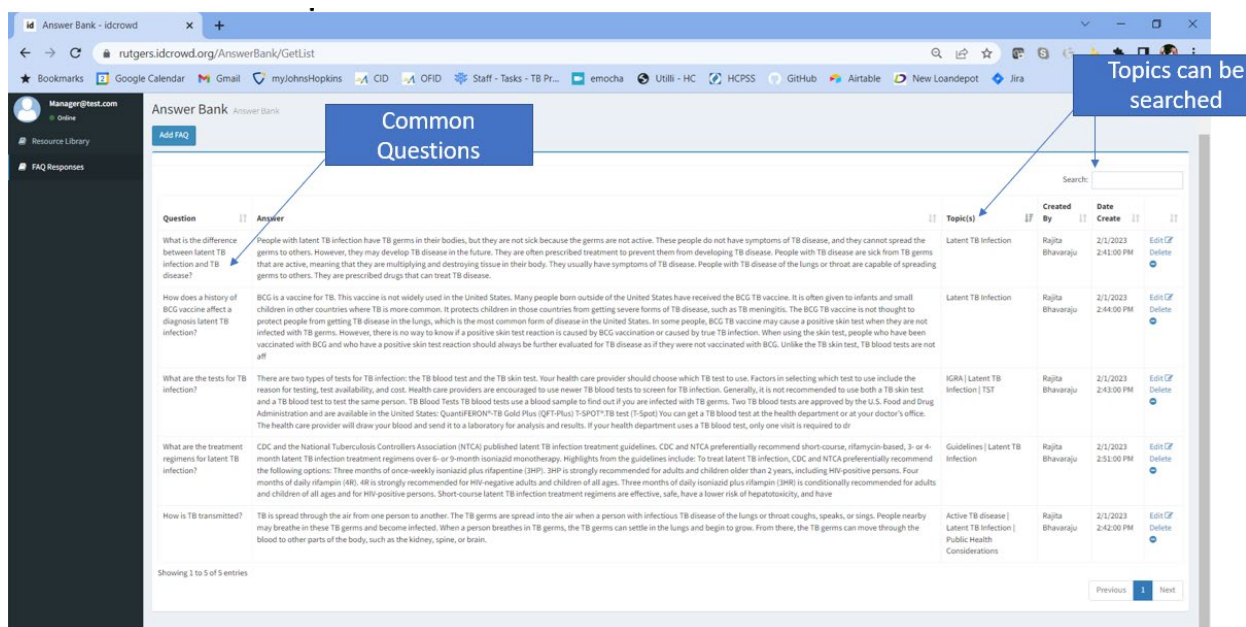 Answer Bank - idcrowd
rutgers.idcrowd.org/AnswerBank/GetList
Bookmarks Google Calendar Gmail myJohnsHopkins CID OFID Staff - Tasks - TB Pr... emocha Utilli - HC HCPSS GitHub Airtable New Loandepot Jira
Topics can be
searched
Manager@test.com
Online
Resource Library
FAQ Responses
Answer Bank Answer Bank
Add FAQ
Common
Questions
Search:
Question Answer Topic(s) Created By Date Create
What is the difference
between latent TB
infection and TB
disease?
People with latent TB infection have TB germs in their bodies, but they are not sick because the germs are not active. These people do not have symptoms of TB disease, and they cannot spread the
germs to others. However, they may develop TB disease in the future. They are often prescribed treatment to prevent them from developing TB disease. People with TB disease are sick from TB germs
that are active, meaning that they are multiplying and destroying tissue in their body. They usually have symptoms of TB disease. People with TB disease of the lungs or throat are capable of spreading
germs to others. They are prescribed drugs that can treat TB disease.
Latent TB Infection
Rajita
Bhavaraju
2/1/2023
2:41:00 PM
Edit
Delete
How does a history of
BCG vaccine affect a
diagnosis latent TB
infection?
BCG is a vaccine for TB. This vaccine is not widely used in the United States. Many people born outside of the United States have received the BCG TB vaccine. It is often given to infants and small
children in other countries where TB is more common. It protects children in those countries from getting severe forms of TB disease, such as TB meningitis. The BCG TB vaccine is not thought to
protect people from getting TB disease in the lungs, which is the most common form of disease in the United States. In some people, BCG TB vaccine may cause a positive skin test when they are not
infected with TB germs. However, there is no way to know if a positive skin test reaction is caused by BCG vaccination or caused by true TB infection. When using the skin test, people who have been
vaccinated with BCG and who have a positive skin test reaction should always be further evaluated for TB disease as if they were not vaccinated with BCG. Unlike the TB skin test, TB blood tests are not
aff
Latent TB Infection
Rajita
Bhavaraju
2/1/2023
2:44:00 PM
Edit
Delete
What are the tests for TB
infection?
There are two types of tests for TB infection: the TB blood test and the TB skin test. Your health care provider should choose which TB test to use. Factors in selecting which test to use include the
reason for testing, test availability, and cost. Health care providers are encouraged to use newer TB blood tests to screen for TB infection. Generally, it is not recommended to use both a TB skin test
and a TB blood test to test the same person. TB Blood Tests TB blood tests use a blood sample to find out if you are infected with TB germs. Two TB blood tests are approved by the U.S. Food and Drug
Administration and are available in the United States: QuantiFERON®-TB Gold Plus (QFT-Plus) T-SPOT®.TB test (T-Spot) You can get a TB blood test at the health department or at your doctor's office.
The health care provider will draw your blood and send it to a laboratory for analysis and results. If your health department uses a TB blood test, only one visit is required to dr
IGRA | Latent TB
Infection | TST
Rajita
Bhavaraju
2/1/2023
2:43:00 PM
Edit
Delete
What are the treatment
regimens for latent TB
infection?
CDC and the National Tuberculosis Controllers Association (NTCA) published latent TB infection treatment guidelines. CDC and NTCA preferentially recommend short-course, rifamycin-based, 3- or 4-
month latent TB infection treatment regimens over 6- or 9-month isoniazid monotherapy. Highlights from the guidelines include: To treat latent TB infection, CDC and NTCA preferentially recommend
the following options: Three months of once-weekly isoniazid plus rifapentine (3HP). 3HP is strongly recommended for adults and children older than 2 years, including HIV-positive persons. Four
months of daily rifampin (4R). 4R is strongly recommended for HIV-negative adults and children of all ages. Three months of daily isoniazid plus rifampin (3HR) is conditionally recommended for adults
and children of all ages and for HIV-positive persons. Short-course latent TB infection treatment regimens are effective, safe, have a lower risk of hepatotoxicity, and have
Guidelines | Latent TB
Infection
Rajita
Bhavaraju
2/1/2023
2:51:00 PM
Edit
Delete
How is TB transmitted?
TB is spread through the air from one person to another. The TB germs are spread into the air when a person with infectious TB disease of the lungs or throat coughs, speaks, or sings. People nearby
may breathe in these TB germs and become infected. When a person breathes in TB germs, the TB germs can settle in the lungs and begin to grow. From there, the TB germs can move through the
blood to other parts of the body, such as the kidney, spine, or brain.
Active TB disease |
Latent TB Infection |
Public Health
Considerations
Rajita
Bhavaraju
2/1/2023
2:42:00 PM
Edit
Delete
Showing 1 to 5 of 5 entries
Previous 1 Next